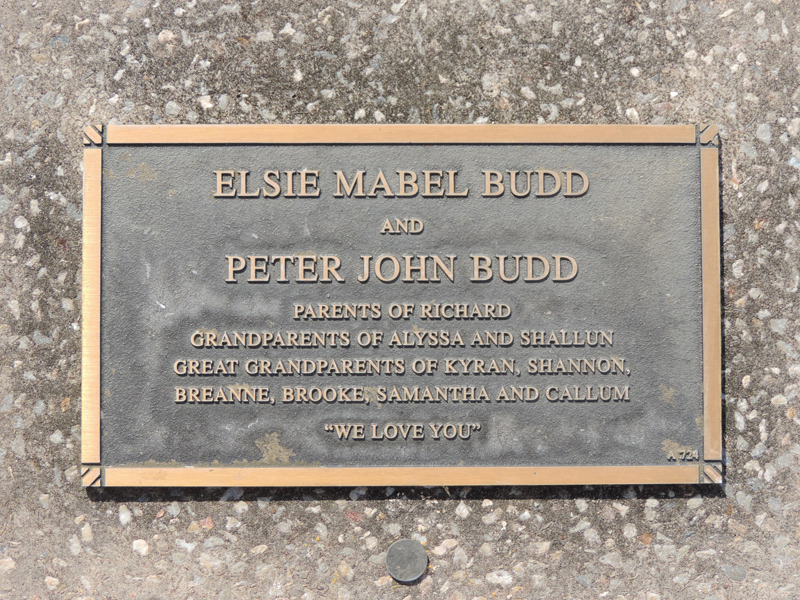 ELSIE MABEL BUDD
AND
PETER JOHN BUDD
PARENTS OF RICHARD
GRANDPARENTS OF ALYSSA AND SHALLUN
GREAT GRANDPARENTS OF KYRAN, SHANNON,
BREANNE, BROOKE, SAMANTHA AND CALLUM
"WE LOVE YOU"
A 724